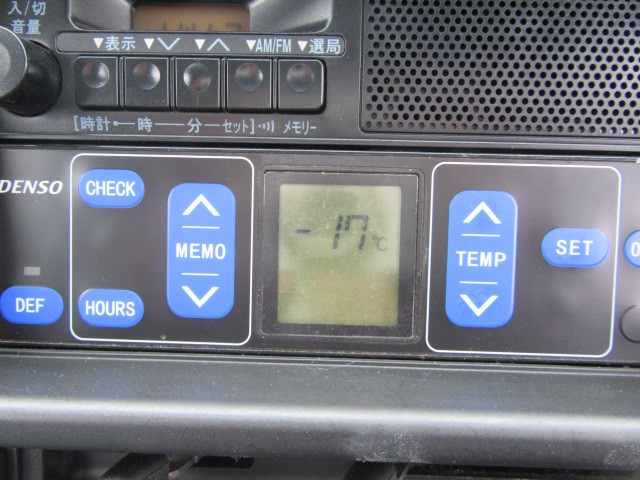 入/切
音量
▼表示 ▼ ▼ ▼AM/FM ▼選局
[時計 時 分 セット] メモリー
DENSO
CHECK
MEMO
DEF
HOURS
-17℃
TEMP
SET